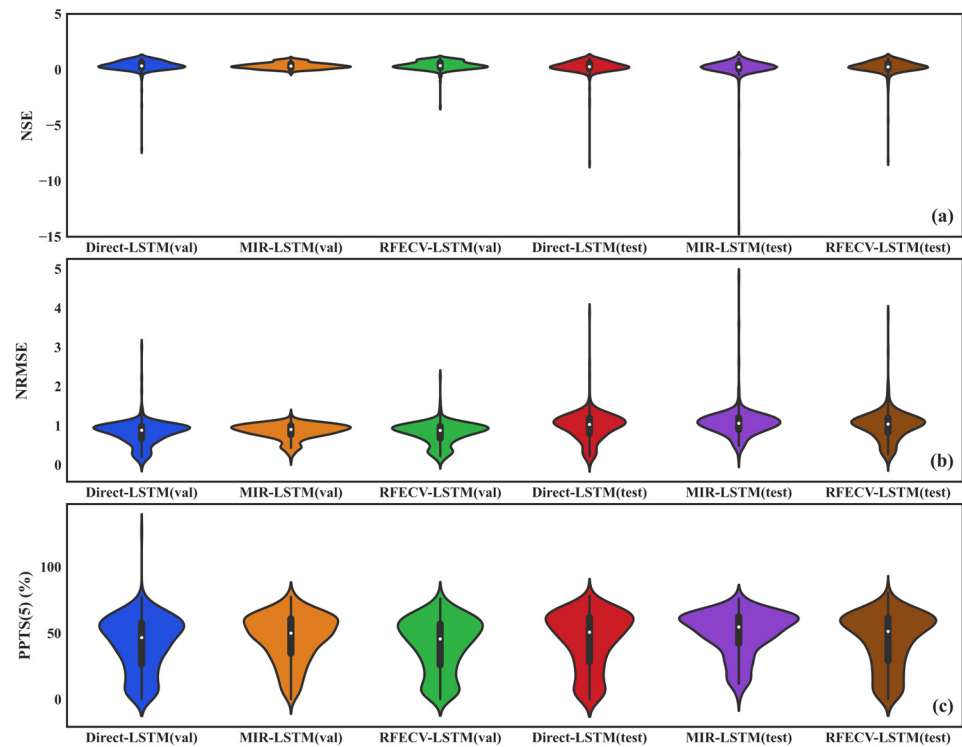 5
0
−5
−10
−15
NSE
(a)
Direct-LSTM(val) MIR-LSTM(val) RFECV-LSTM(val) Direct-LSTM(test) MIR-LSTM(test) RFECV-LSTM(test)
5
4
3
2
1
0
NRMSE
(b)
Direct-LSTM(val) MIR-LSTM(val) RFECV-LSTM(val) Direct-LSTM(test) MIR-LSTM(test) RFECV-LSTM(test)
100
50
0
PPTS(5) (%)
(c)
Direct-LSTM(val) MIR-LSTM(val) RFECV-LSTM(val) Direct-LSTM(test) MIR-LSTM(test) RFECV-LSTM(test)